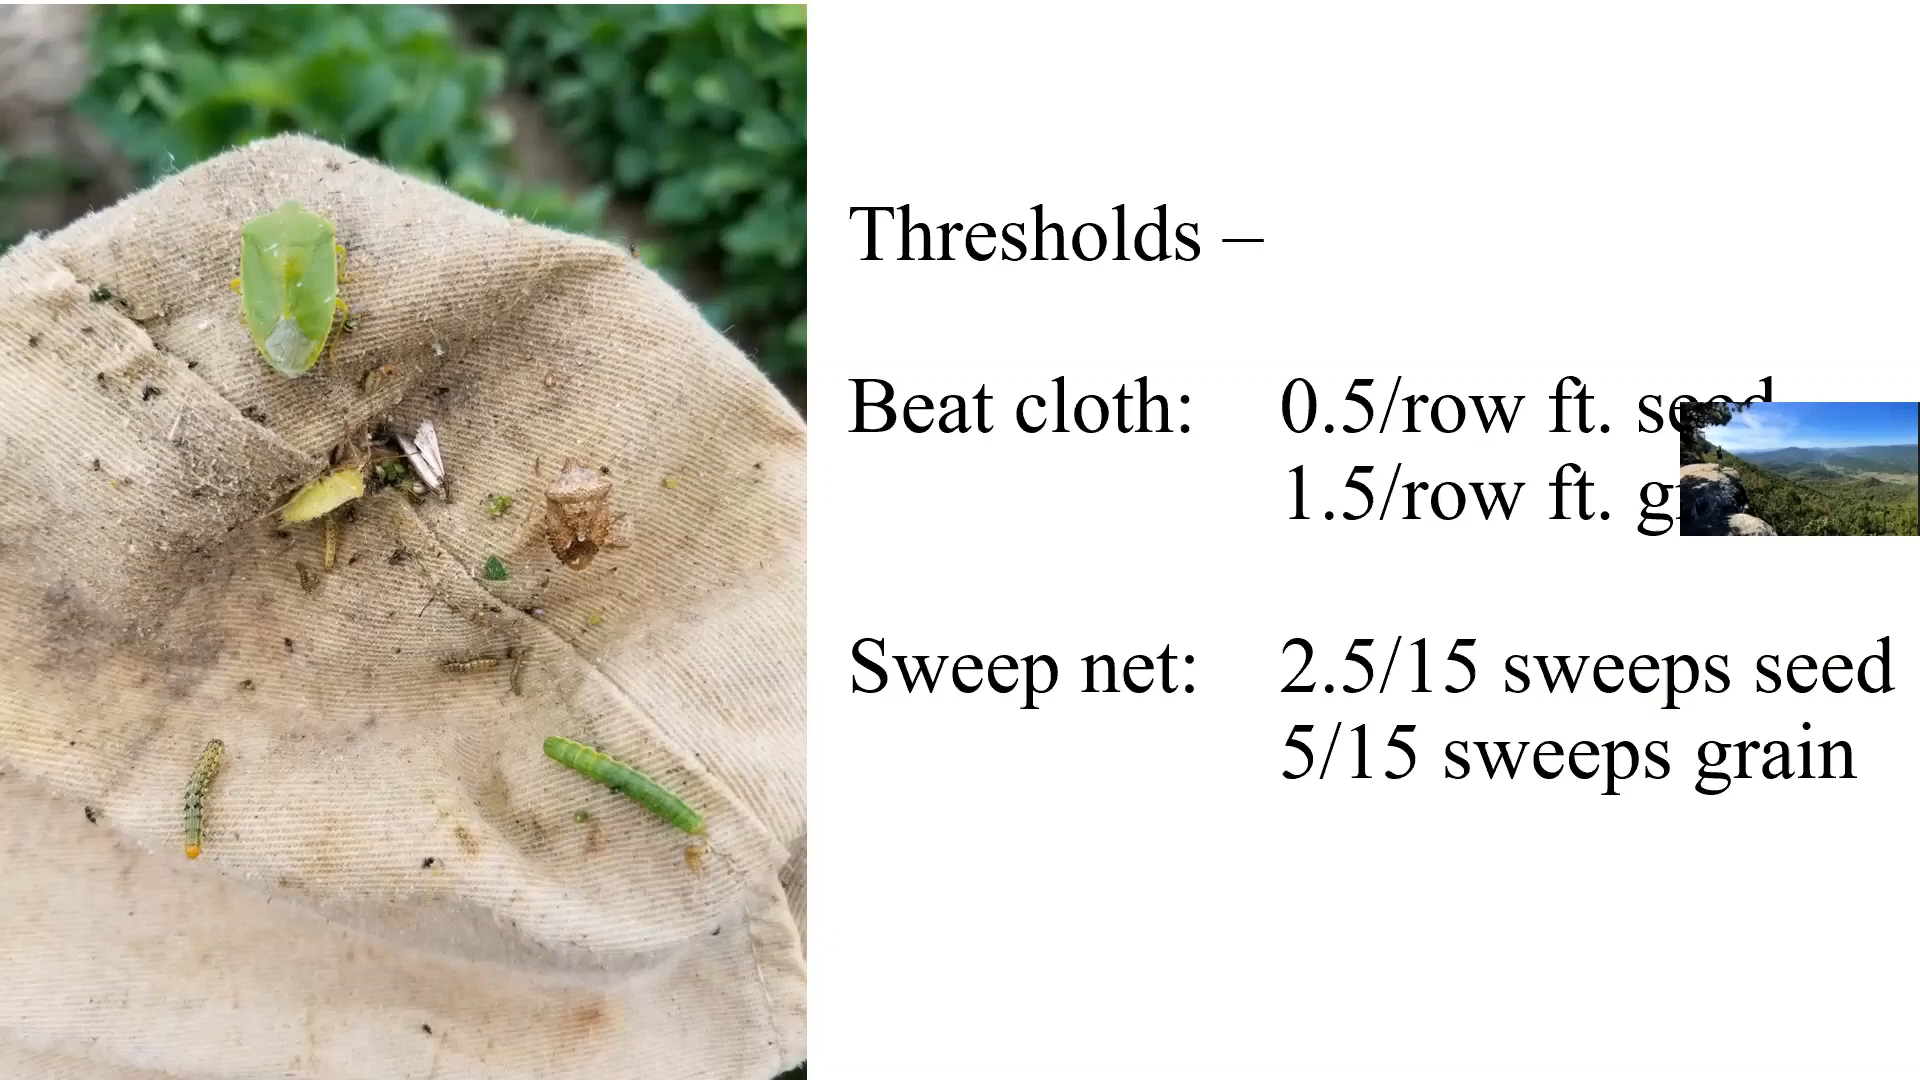 Thresholds –
Beat cloth: 0.5/row ft. seed
1.5/row ft.
Sweep net: 2.5/15 sweeps seed
5/15 sweeps grain